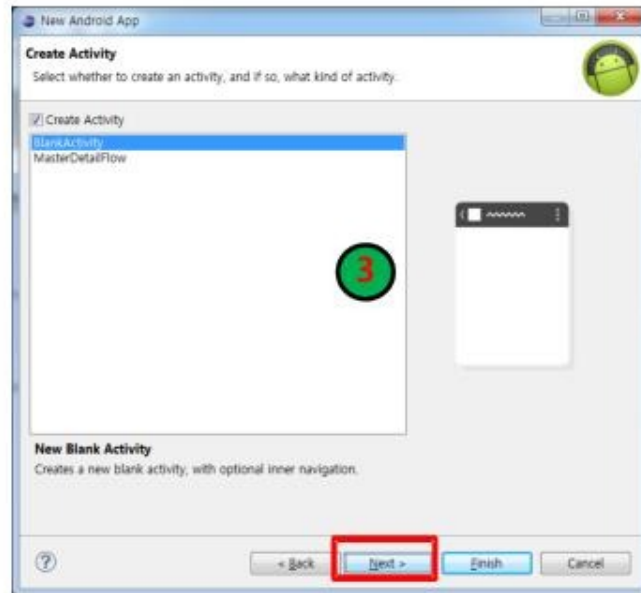 New Android App
Create Activity
Select whether to create an activity, and if so, what kind of activity.
Create Activity
BlankActivity
MasterDetailFlow
3
New Blank Activity
Creates a new blank activity, with optional inner navigation.
?
< Back
Next >
Finish
Cancel